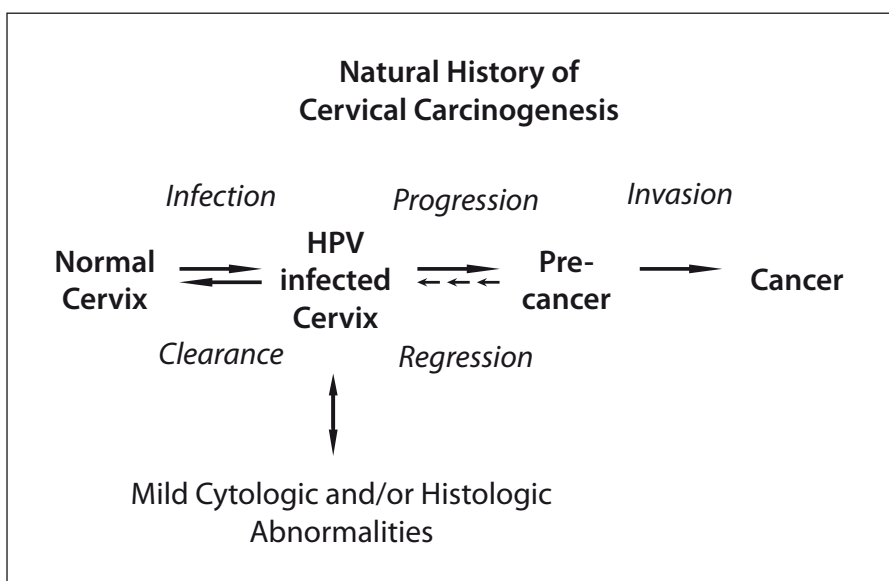 Natural History of
Cervical Carcinogenesis
Infection
Progression
Invasion
Normal
Cervix
HPV
infected
Cervix
Pre-
cancer
Cancer
Clearance
Regression
Mild Cytologic and/or Histologic
Abnormalities